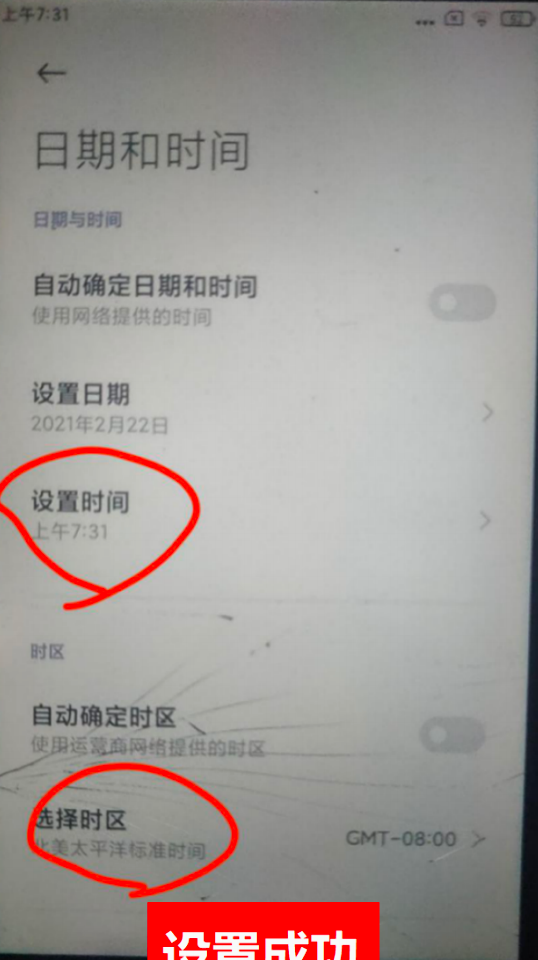 上午7:31
日期和时间
日期与时间
自动确定日期和时间
使用网络提供的时间
设置日期
2021年2月22日
设置时间
上午7:31
时区
自动确定时区
使用运营商网络提供的时区
选择时区
北美太平洋标准时间
GMT-08:00
设置成功